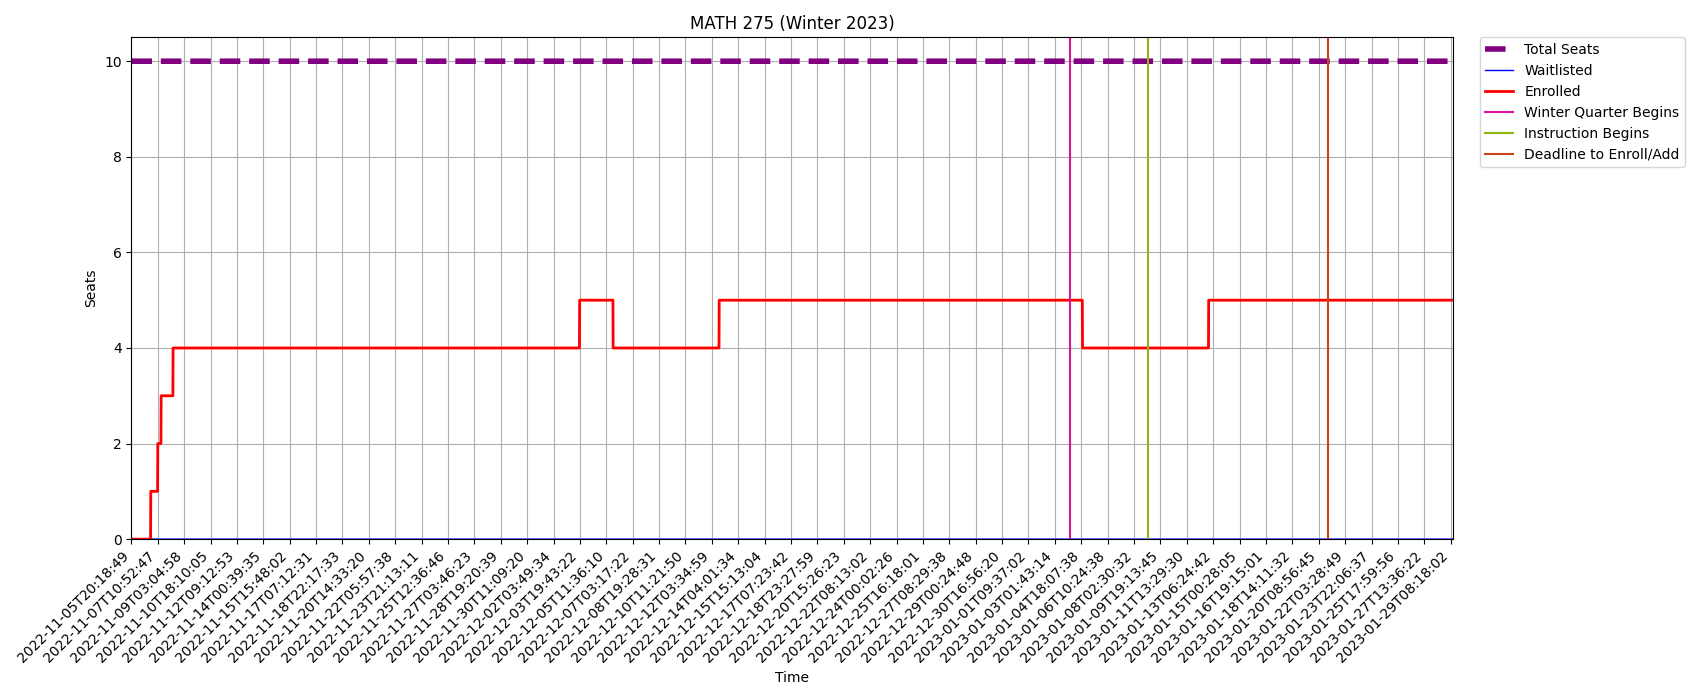 MATH 275 (Winter 2023)
Total Seats
Waitlisted
Enrolled
Winter Quarter Begins
Instruction Begins
Deadline to Enroll/Add
Seats
10
8
6
4
2
0
2022-11-05T20:18:49
2022-11-07T10:52:47
2022-11-09T03:04:58
2022-11-10T18:10:05
2022-11-12T09:12:53
2022-11-14T00:39:35
2022-11-15T15:48:02
2022-11-17T07:12:31
2022-11-18T22:17:33
2022-11-20T14:33:20
2022-11-22T05:57:38
2022-11-23T21:13:11
2022-11-25T12:36:46
2022-11-27T03:46:23
2022-11-28T19:20:39
2022-11-30T11:09:20
2022-12-02T03:49:34
2022-12-03T19:43:22
2022-12-05T11:36:10
2022-12-07T03:17:22
2022-12-08T19:28:31
2022-12-10T11:21:50
2022-12-12T03:34:59
2022-12-14T04:01:34
2022-12-15T15:13:04
2022-12-17T07:23:42
2022-12-18T23:27:59
2022-12-20T15:26:23
2022-12-22T08:13:02
2022-12-24T00:02:26
2022-12-25T16:18:01
2022-12-27T08:29:38
2022-12-29T00:24:48
2022-12-30T16:56:20
2023-01-01T09:37:02
2023-01-03T01:43:14
2023-01-04T18:07:38
2023-01-06T10:24:38
2023-01-08T02:30:32
2023-01-09T19:13:45
2023-01-11T13:29:30
2023-01-13T06:24:42
2023-01-15T00:28:05
2023-01-16T19:15:01
2023-01-18T14:11:32
2023-01-20T08:56:45
2023-01-22T03:28:49
2023-01-23T22:06:37
2023-01-25T17:59:56
2023-01-27T13:36:22
2023-01-29T08:18:02
Time